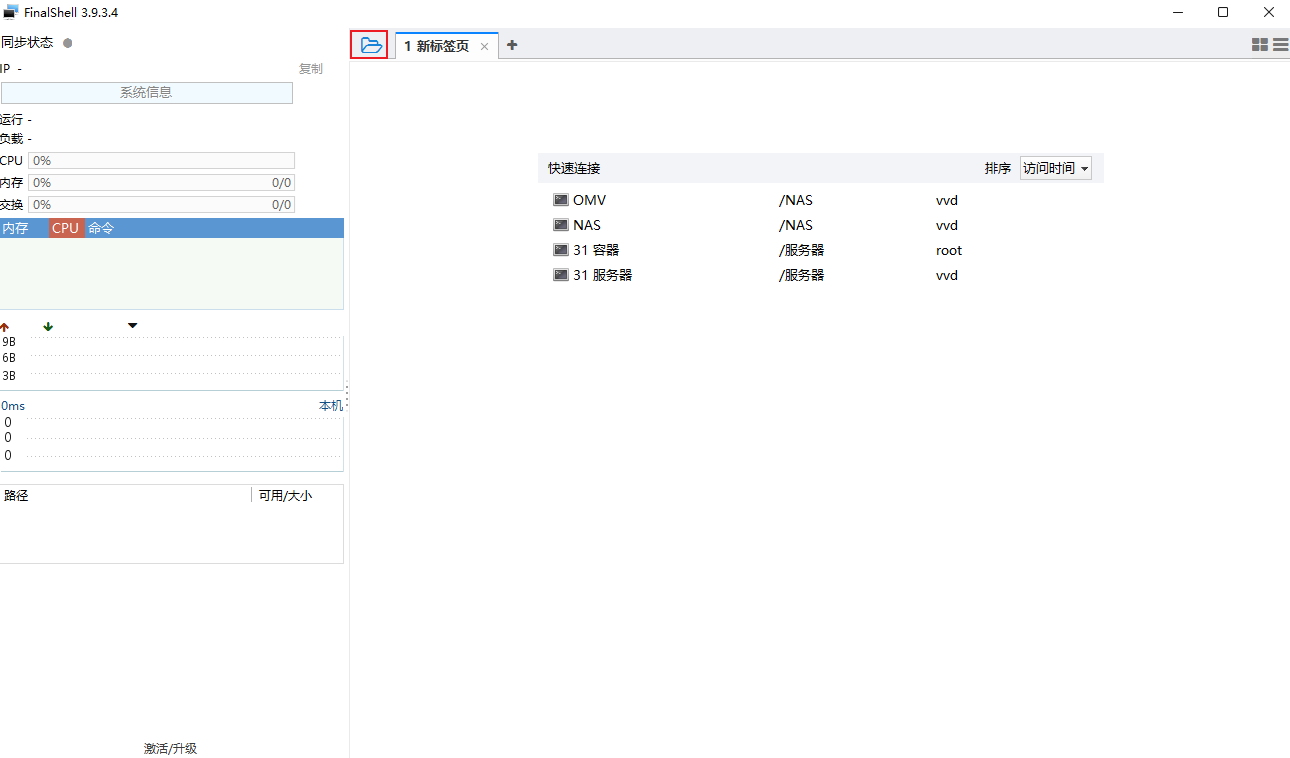 FinalShell 3.9.3.4
同步状态
IP -
复制
系统信息
运行 -
负载 -
CPU 0%
内存 0% 0/0
交换 0% 0/0
内存 CPU 命令
9B
6B
3B
0ms 本机
0
0
0
路径 可用/大小
激活/升级
1 新标签页
快速连接 排序 访问时间
OMV /NAS vvd
NAS /NAS vvd
31 容器 /服务器 root
31 服务器 /服务器 vvd